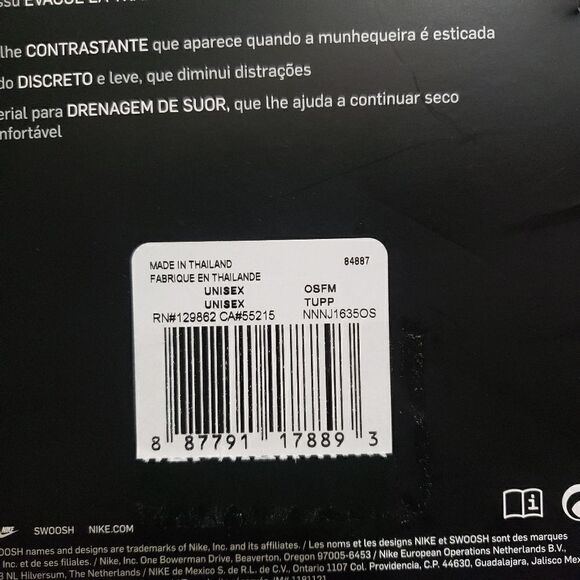 ÉVACUE LA
lhe CONTRASTANTE que aparece quando a munhequeira é esticada
do DISCRETO e leve, que diminui distrações
erial para DRENAGEM DE SUOR, que lhe ajuda a continuar seco
nfortável
MADE IN THAILAND 84887
FABRIQUE EN THAILANDE
UNISEX OSFM
UNISEX TUPP
RN#129862 CA#55215 NNNJ1635OS
8 87791 17889 3
NIKE SWOOSH NIKE.COM
OOSH names and designs are trademarks of Nike, Inc. and its affiliates. / Les noms et les designs NIKE et SWOOSH sont des marques
Inc. et de ses filiales. / Nike, Inc. One Bowerman Drive, Beaverton, Oregon 97005-6453 / Nike European Operations Netherlands B.V.,
3 NL Hilversum, The Netherlands / NIKE de Mexico S. de R.L. de C.V., Ontario 1107 Col. Providencia, C.P. 44630, Guadalajara, Jalisco